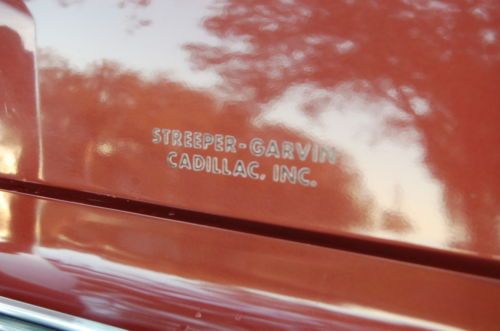 STREEPER-GARVIN
CADILLAC, INC.